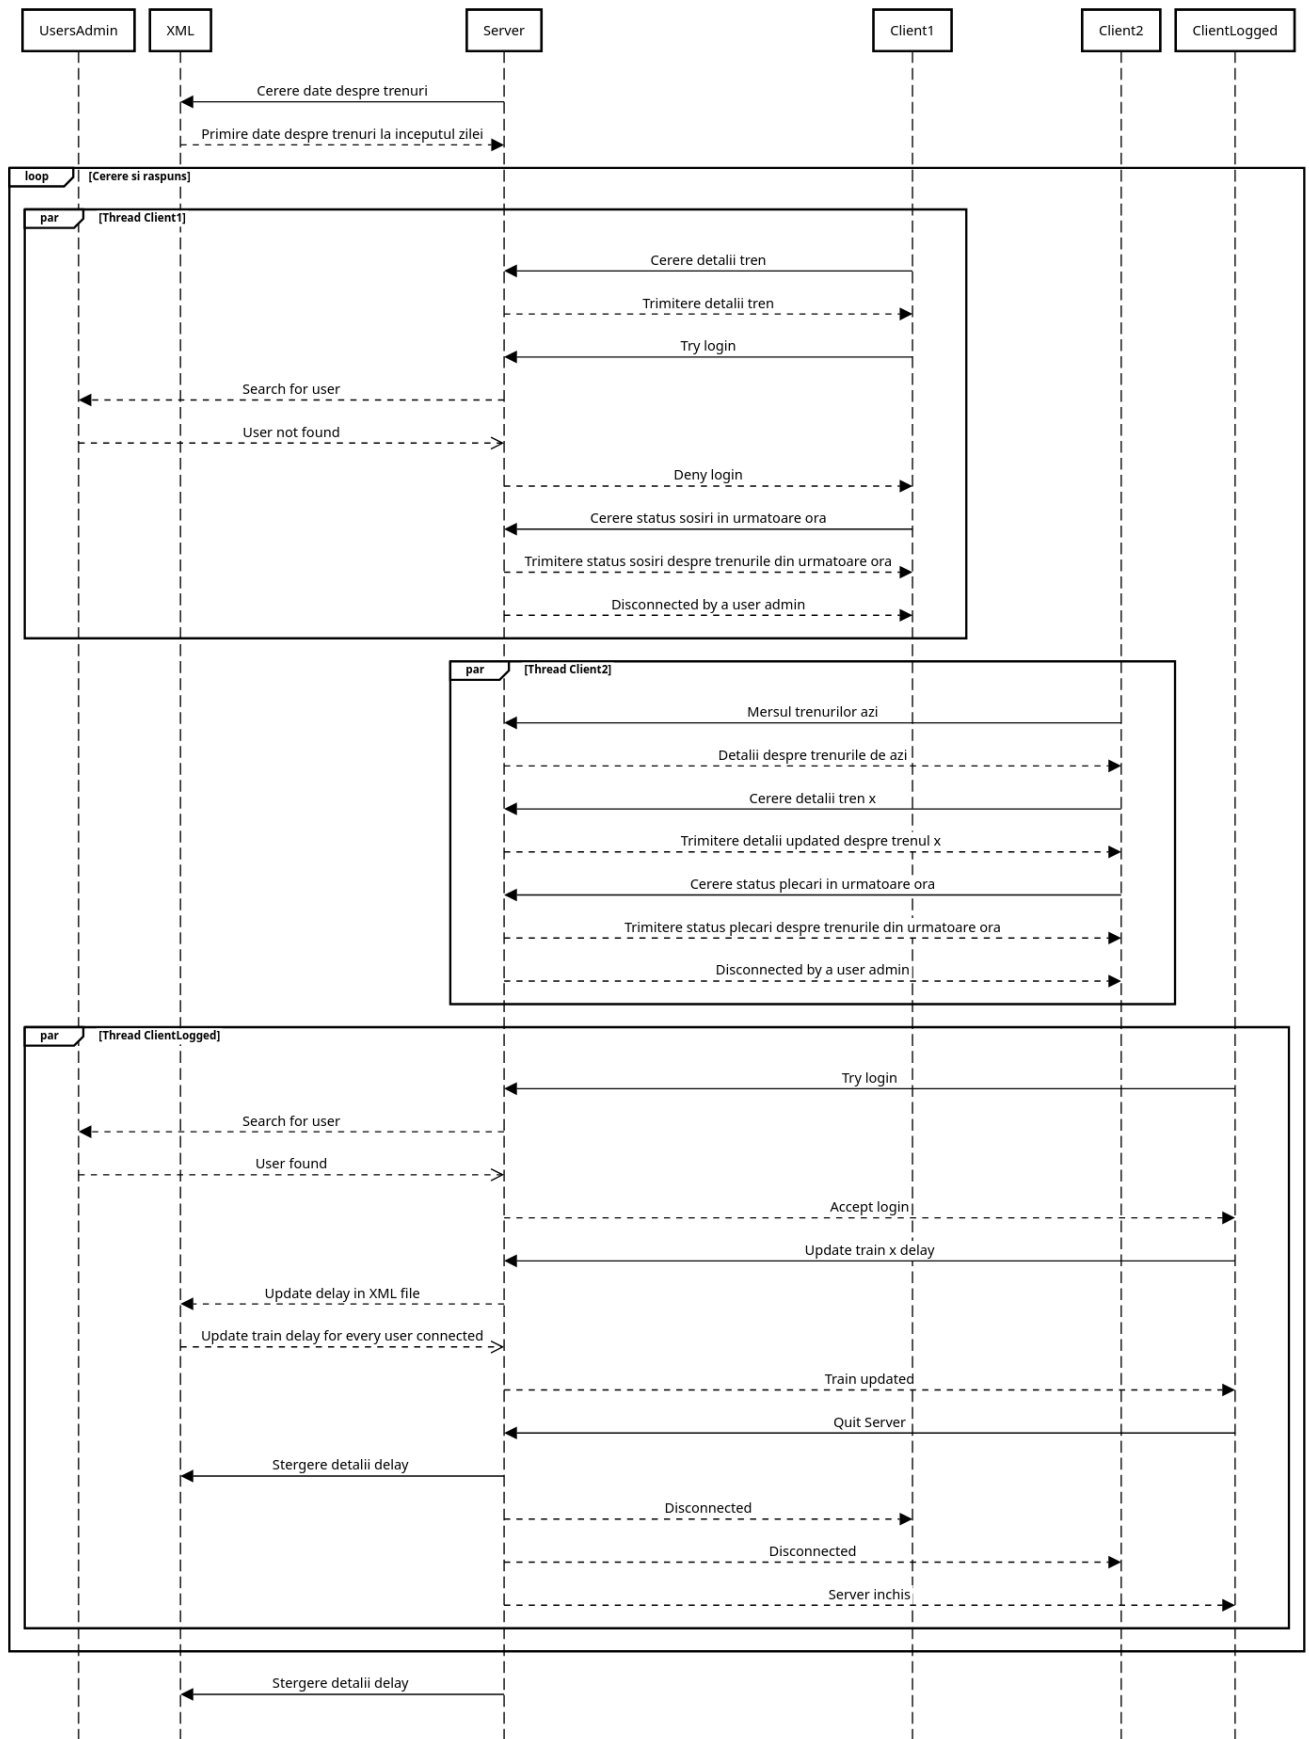 UsersAdmin
XML
Server
Client1
Client2
ClientLogged
Cerere date despre trenuri
Primire date despre trenuri la inceputul zilei
loop
[Cerere si raspuns]
par
[Thread Client1]
Cerere detalii tren
Trimitere detalii tren
Try login
Search for user
User not found
Deny login
Cerere status sosiri in urmatoare ora
Trimitere status sosiri despre trenurile din urmatoare ora
Disconnected by a user admin
par
[Thread Client2]
Mersul trenurilor azi
Detalii despre trenurile de azi
Cerere detalii tren x
Trimitere detalii updated despre trenul x
Cerere status plecari in urmatoare ora
Trimitere status plecari despre trenurile din urmatoare ora
Disconnected by a user admin
par
[Thread ClientLogged]
Try login
Search for user
User found
Accept login
Update train x delay
Update delay in XML file
Update train delay for every user connected
Train updated
Quit Server
Stergere detalii delay
Disconnected
Disconnected
Server inchis
Stergere detalii delay